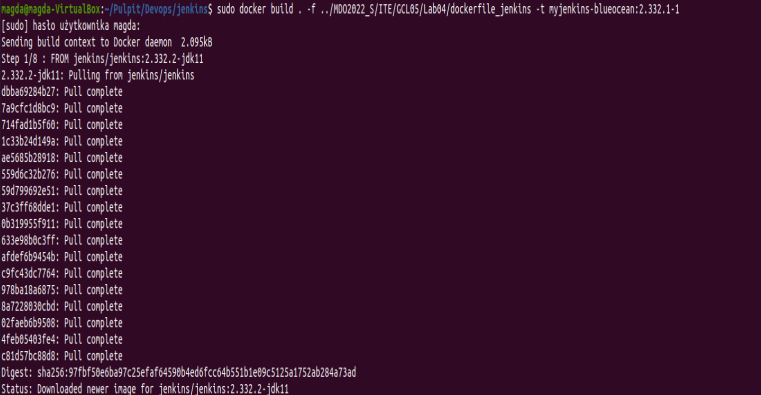 magda@magda-VirtualBox:~/Pulpit/Devops/jenkins$ sudo docker build . -f ../MDO2022_S/ITE/GCL05/Lab04/dockerfile_jenkins -t myjenkins-blueocean:2.332.1-1
[sudo] hasło użytkownika magda:
Sending build context to Docker daemon  2.095kB
Step 1/8 : FROM jenkins/jenkins:2.332.2-jdk11
2.332.2-jdk11: Pulling from jenkins/jenkins
dbba69284b27: Pull complete
7a9cfc1d8bc9: Pull complete
714fad1b5f60: Pull complete
1c33b24d149a: Pull complete
ae5685b28918: Pull complete
559d6c32b276: Pull complete
59d799692e51: Pull complete
37c3ff68dde1: Pull complete
0b319955f911: Pull complete
633e98b0c3ff: Pull complete
afdef6b9454b: Pull complete
c9fc43dc7764: Pull complete
978ba18a6875: Pull complete
8a7228030cbd: Pull complete
02faeb6b9508: Pull complete
4feb05403fe4: Pull complete
c81d57bc88d8: Pull complete
Digest: sha256:97fbf50e6ba97c25efaf64590b4ed6fcc64b551b1e09c5125a1752ab284a73ad
Status: Downloaded newer image for jenkins/jenkins:2.332.2-jdk11